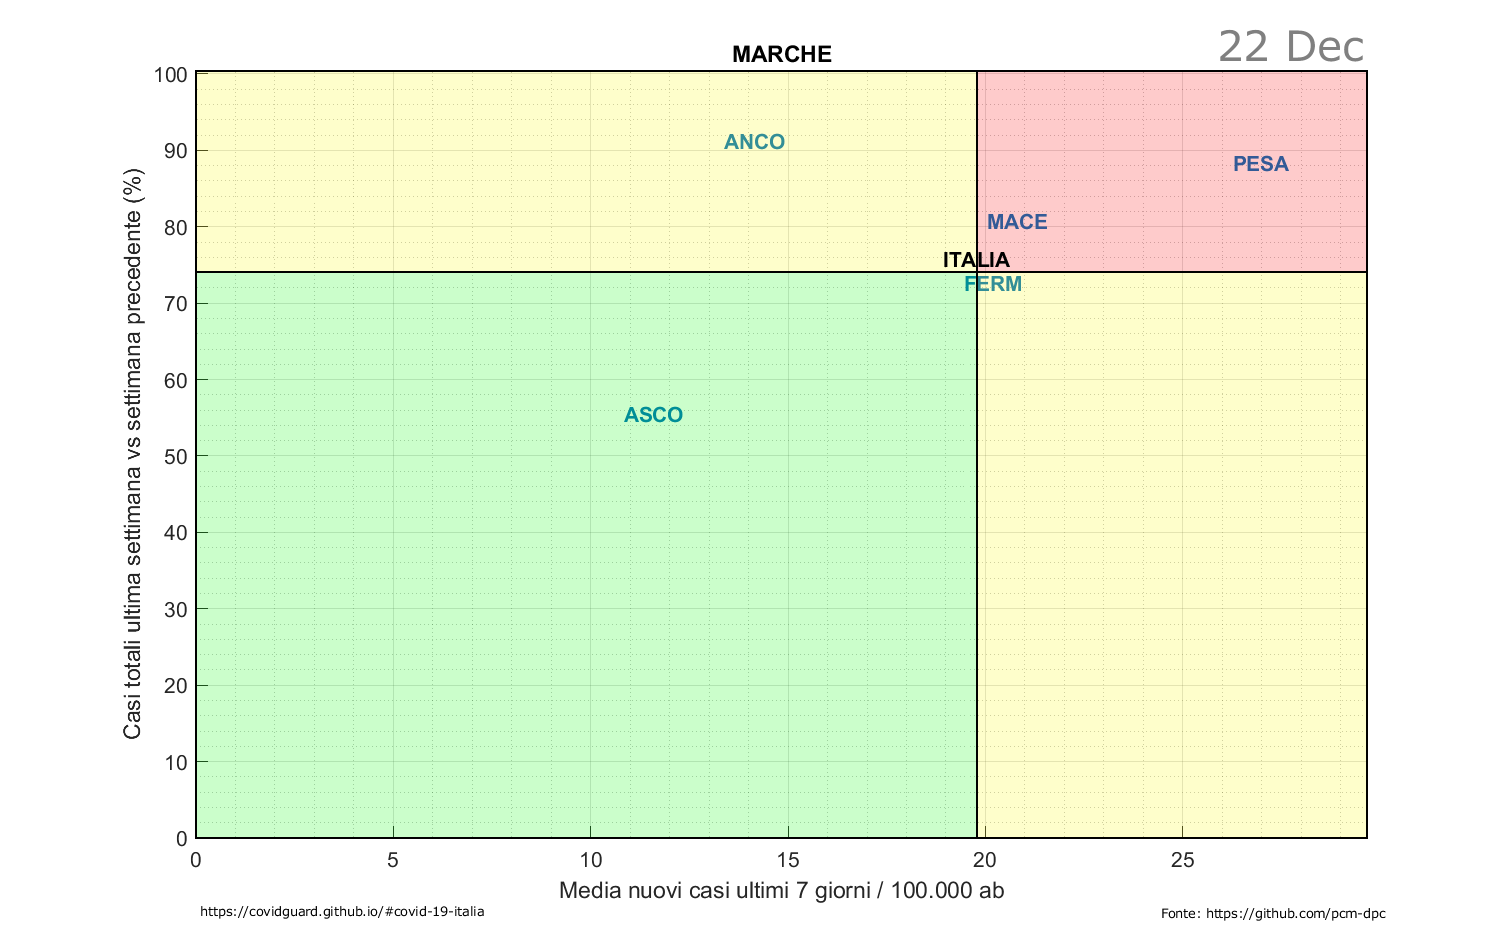 22 Dec
MARCHE
100
90
80
70
60
50
40
30
20
10
0
Casi totali ultima settimana vs settimana precedente (%)
ANCO
PESA
MACE
ITALIA
FERM
ASCO
0 5 10 15 20 25
Media nuovi casi ultimi 7 giorni / 100.000 ab
https://covidguard.github.io/#covid-19-italia
Fonte: https://github.com/pcm-dpc